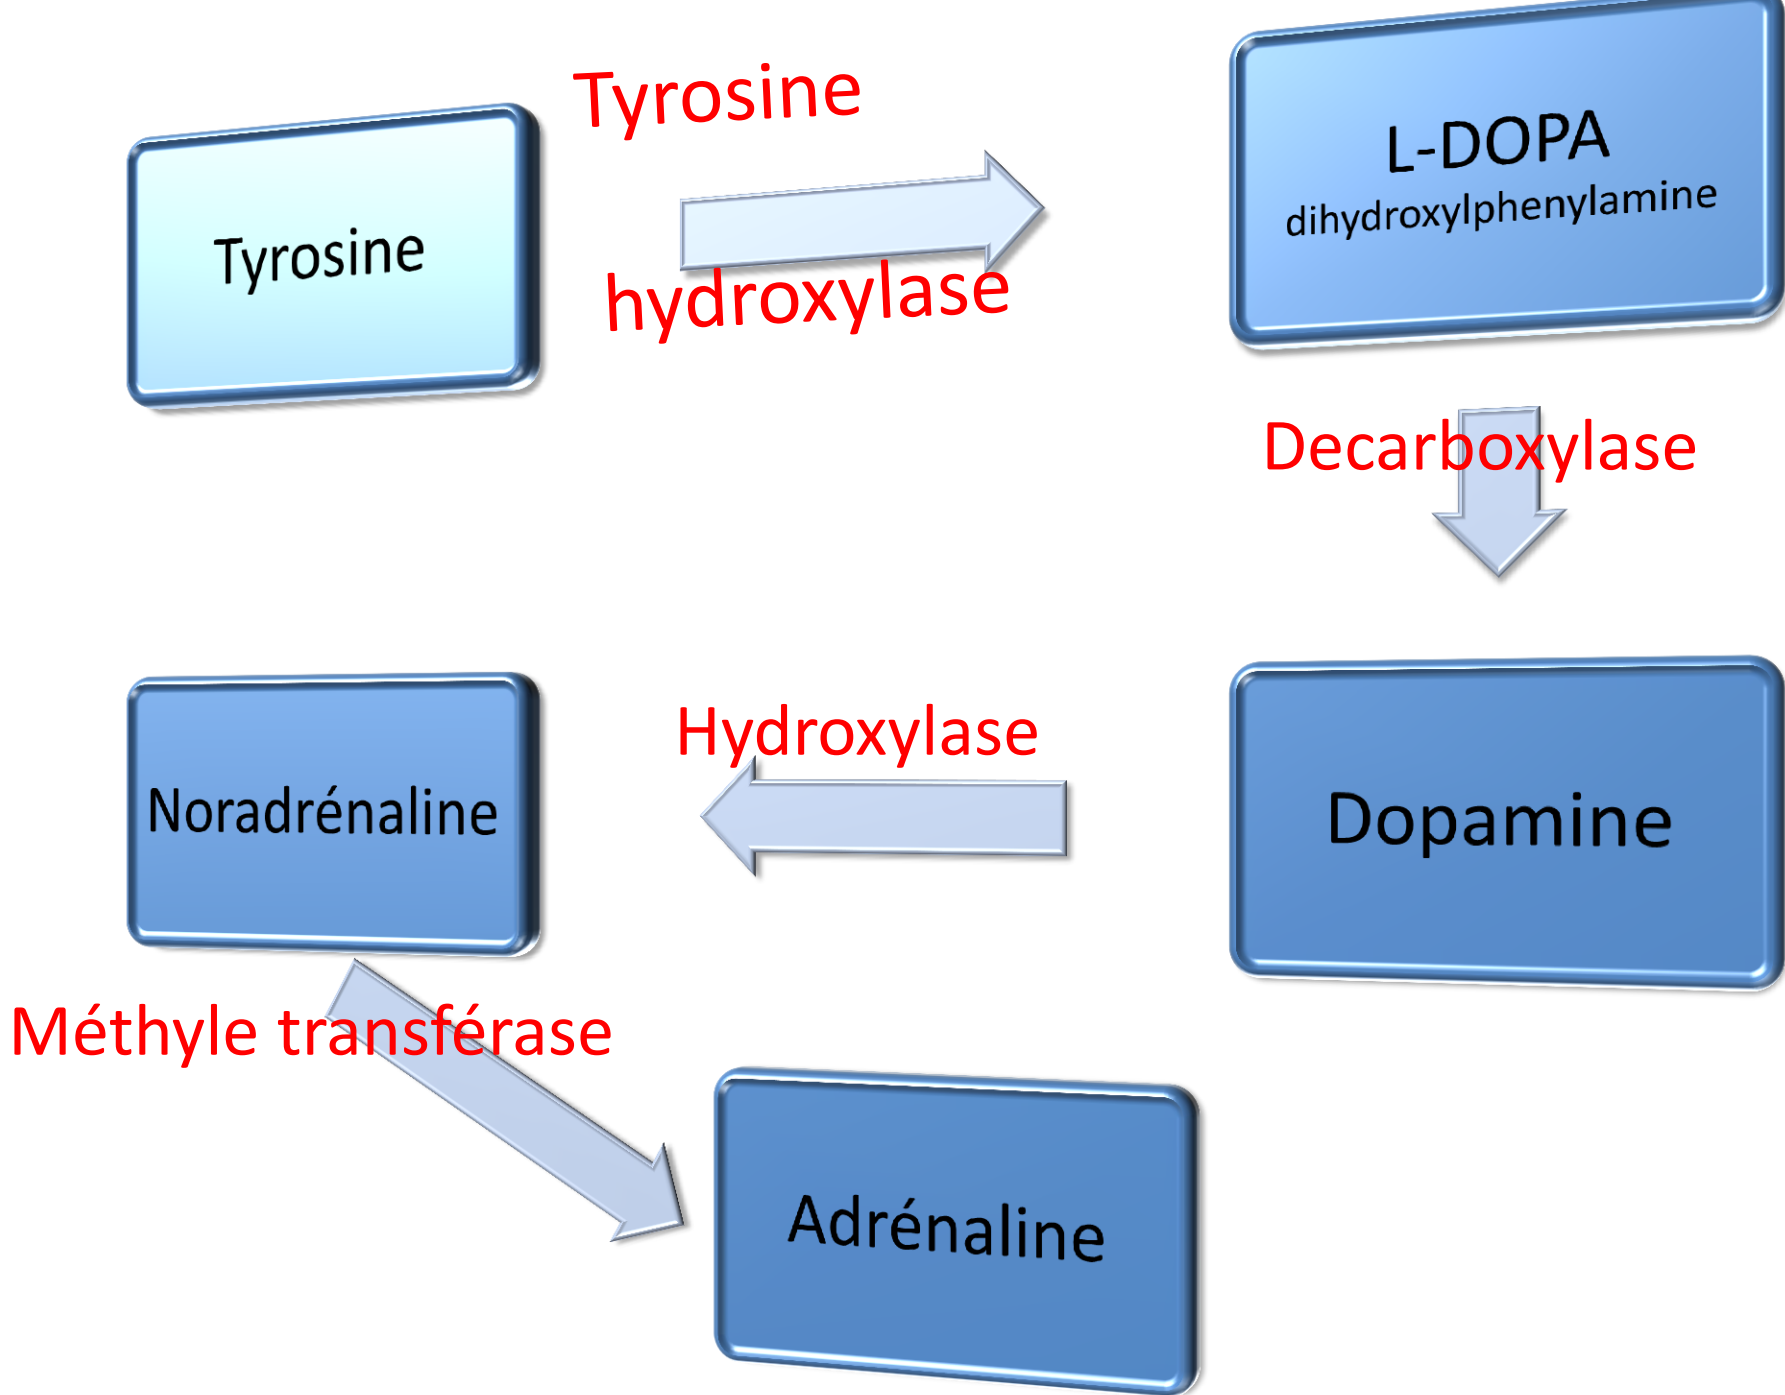 Tyrosine
Tyrosine
hydroxylase
L-DOPA
dihydroxylphenylamine
Decarboxylase
Dopamine
Hydroxylase
Noradrénaline
Méthyle transférase
Adrénaline